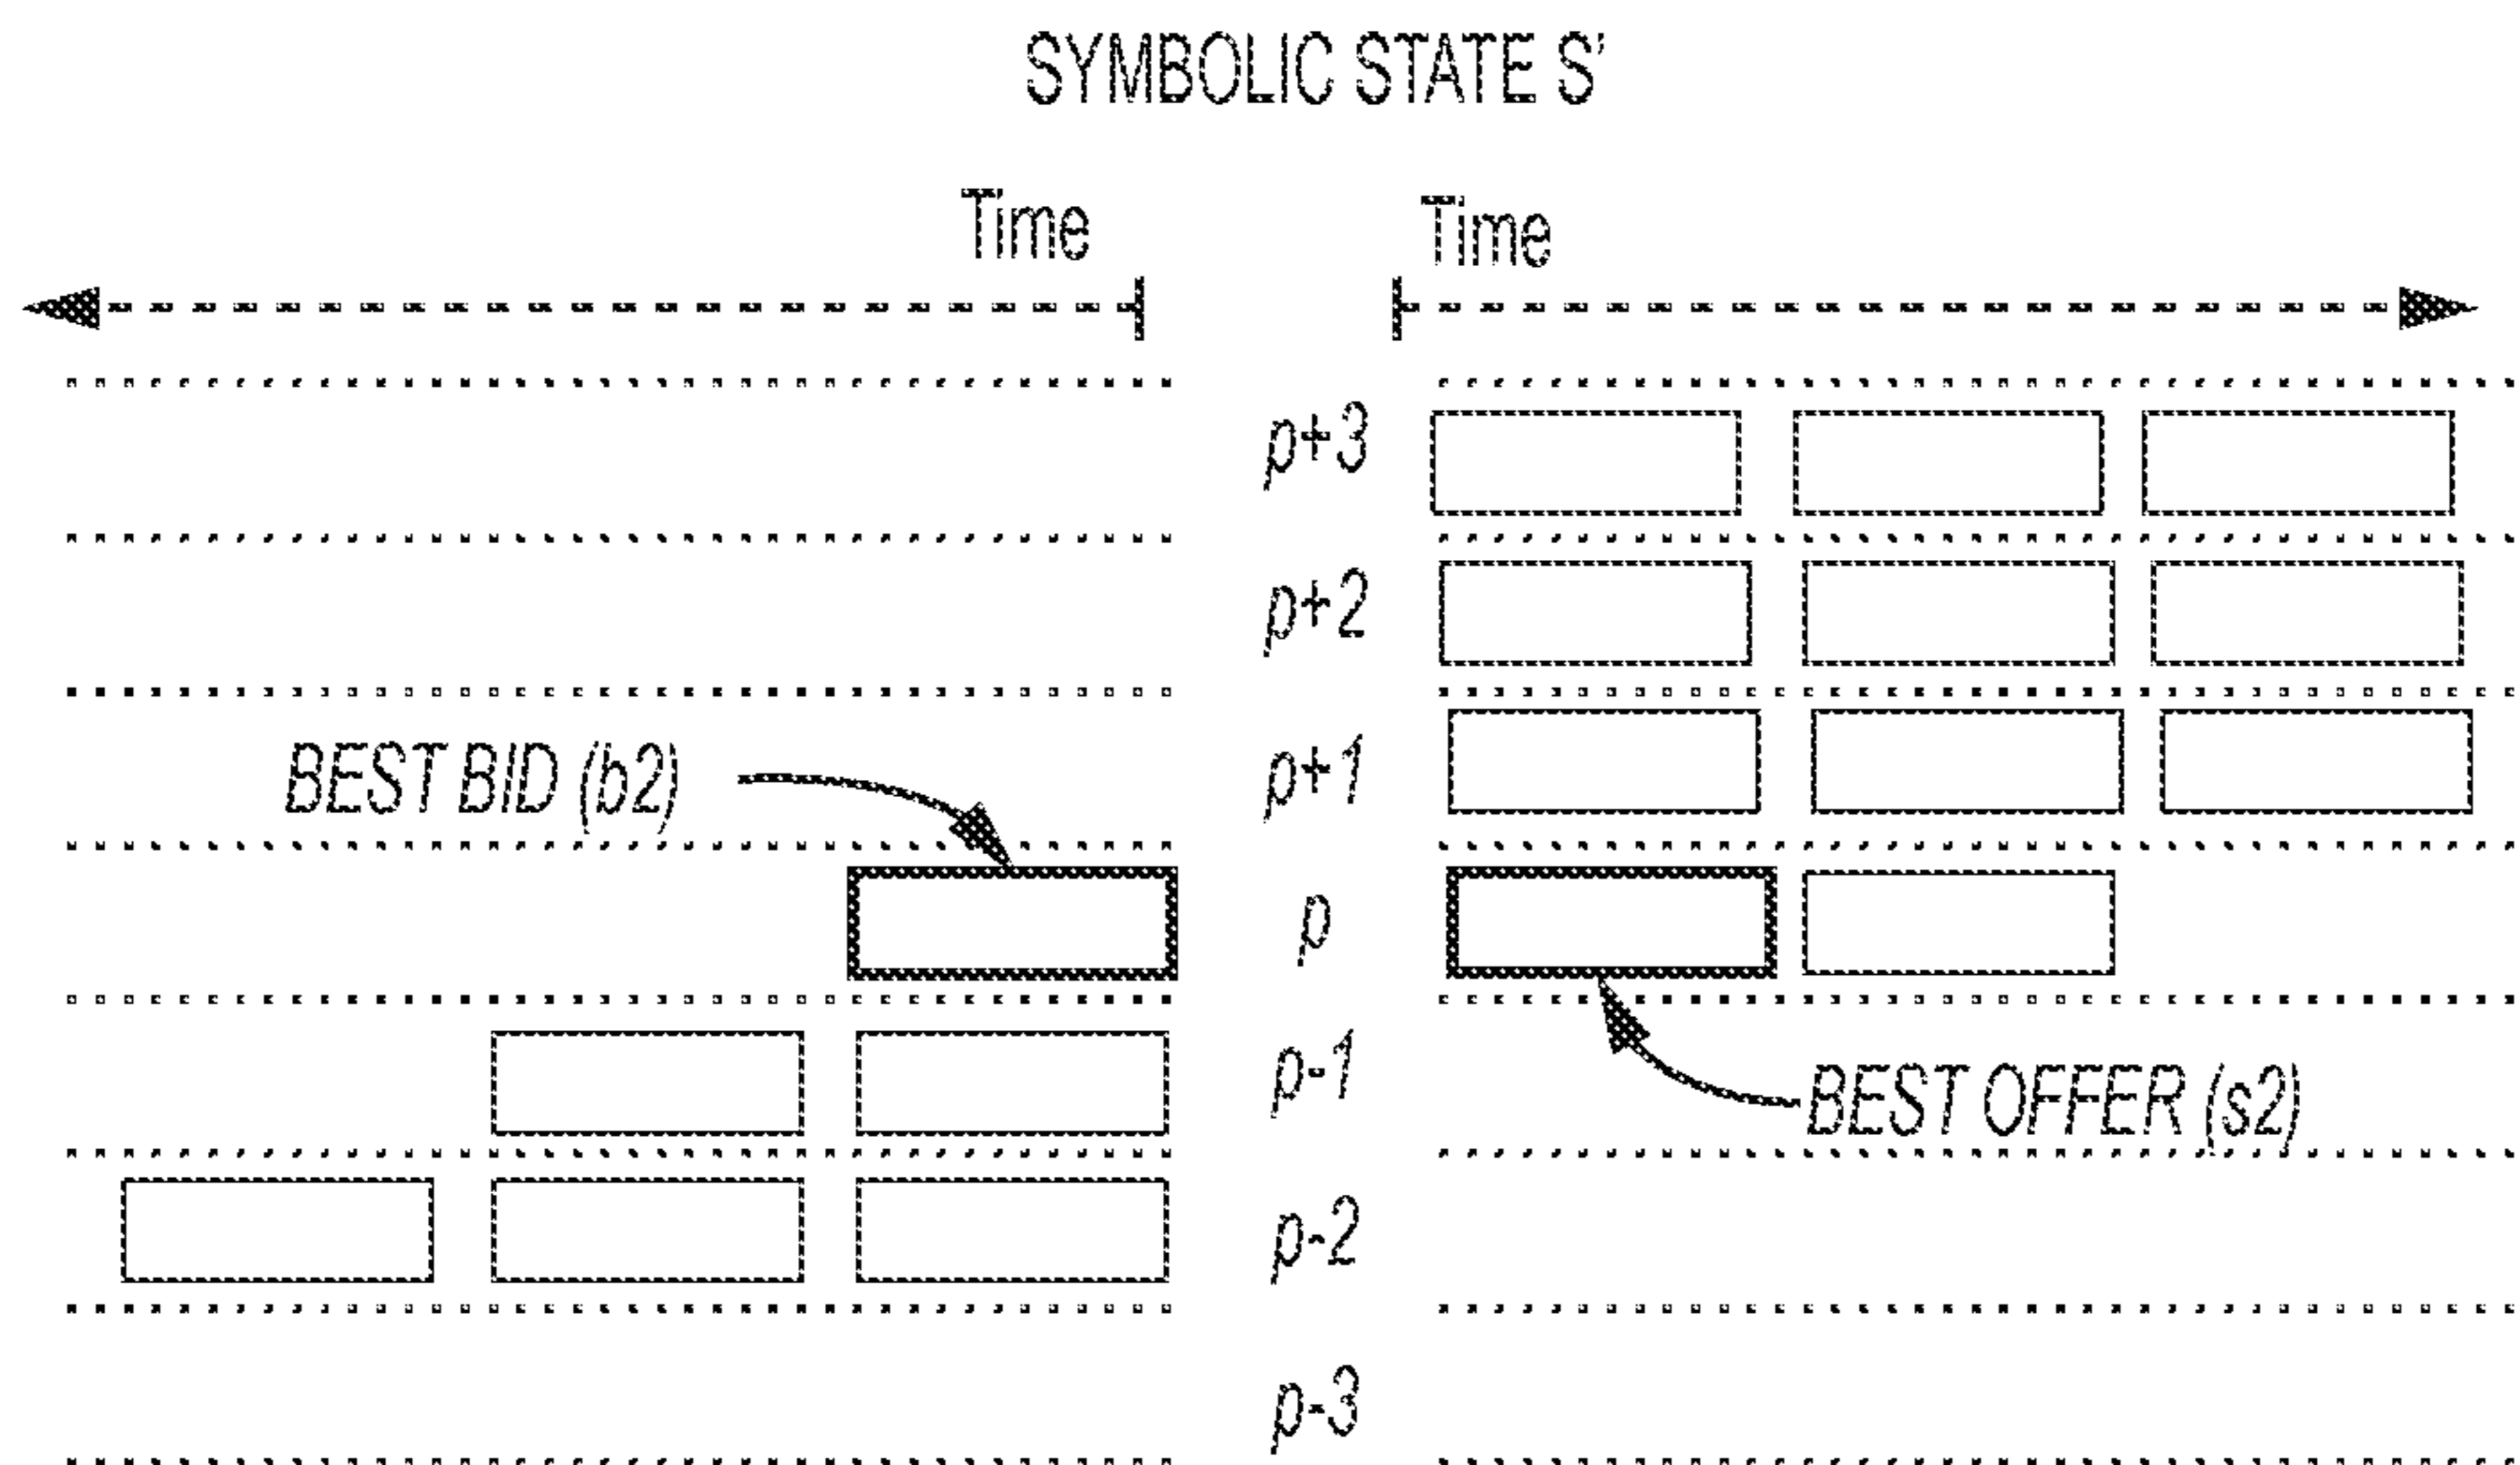 SYMBOLIC STATE S'
Time
Time
p+3
p+2
BEST BID (b2)
p+1
p
p-1
BEST OFFER (s2)
p-2
p-3